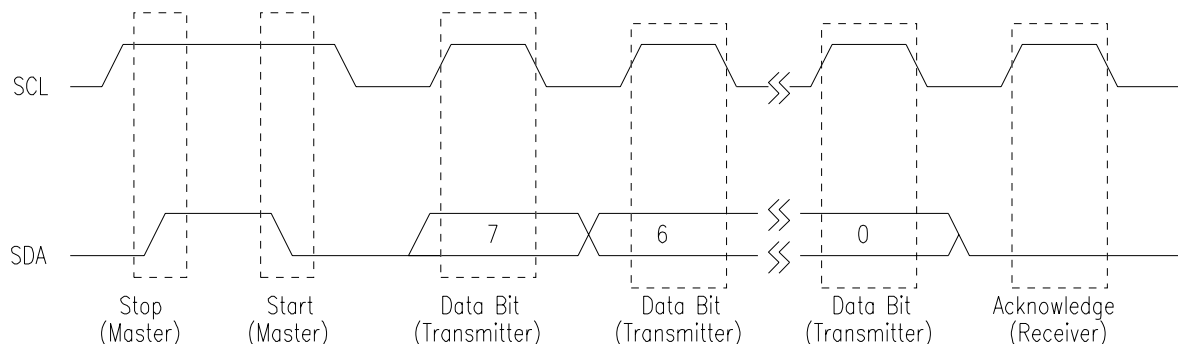 SCL
SDA
7
6
0
Stop
(Master)
Start
(Master)
Data Bit
(Transmitter)
Data Bit
(Transmitter)
Data Bit
(Transmitter)
Acknowledge
(Receiver)